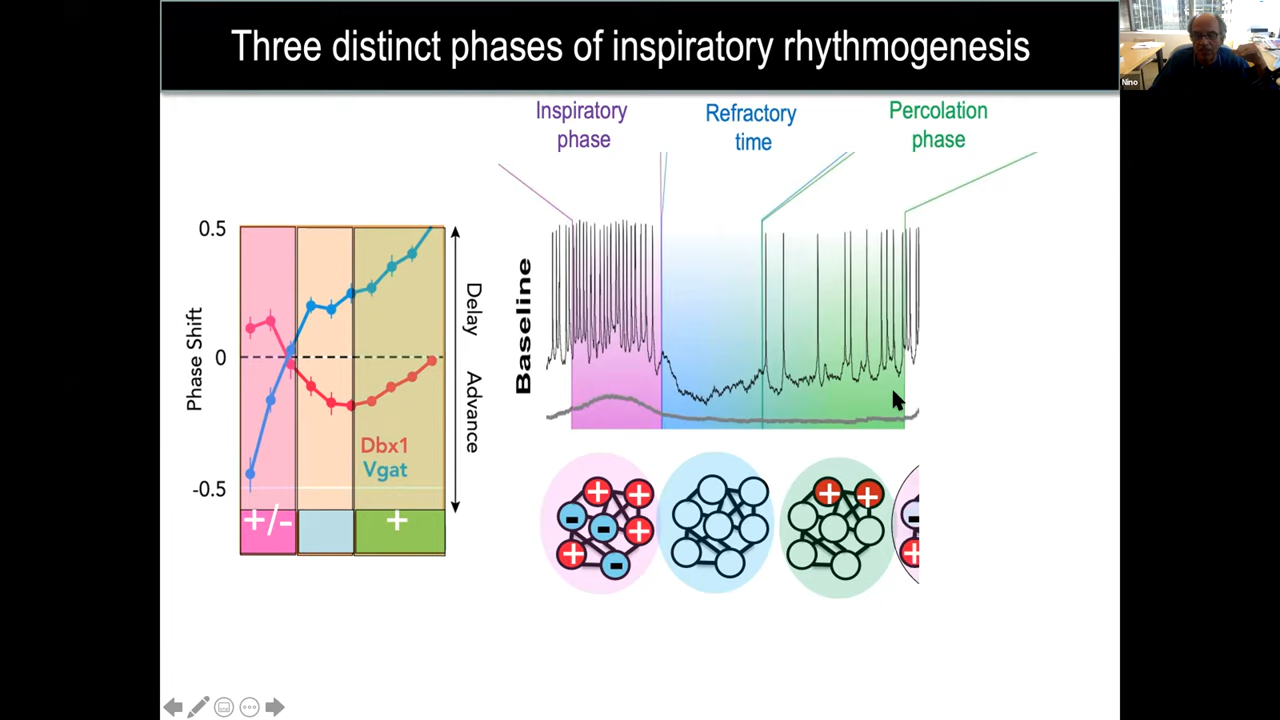 Three distinct phases of inspiratory rhythmogenesis
Nino
Inspiratory
phase
Refractory
time
Percolation
phase
0.5
0
-0.5
Phase Shift
Delay
Advance
Dbx1
Vgat
+/-
+
Baseline
+ +
- - +
+ -
+ +
-
+